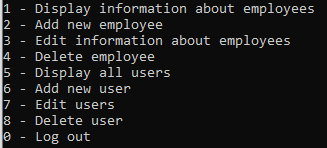 1 - Display information about employees
2 - Add new employee
3 - Edit information about employees
4 - Delete employee
5 - Display all users
6 - Add new user
7 - Edit users
8 - Delete user
0 - Log out